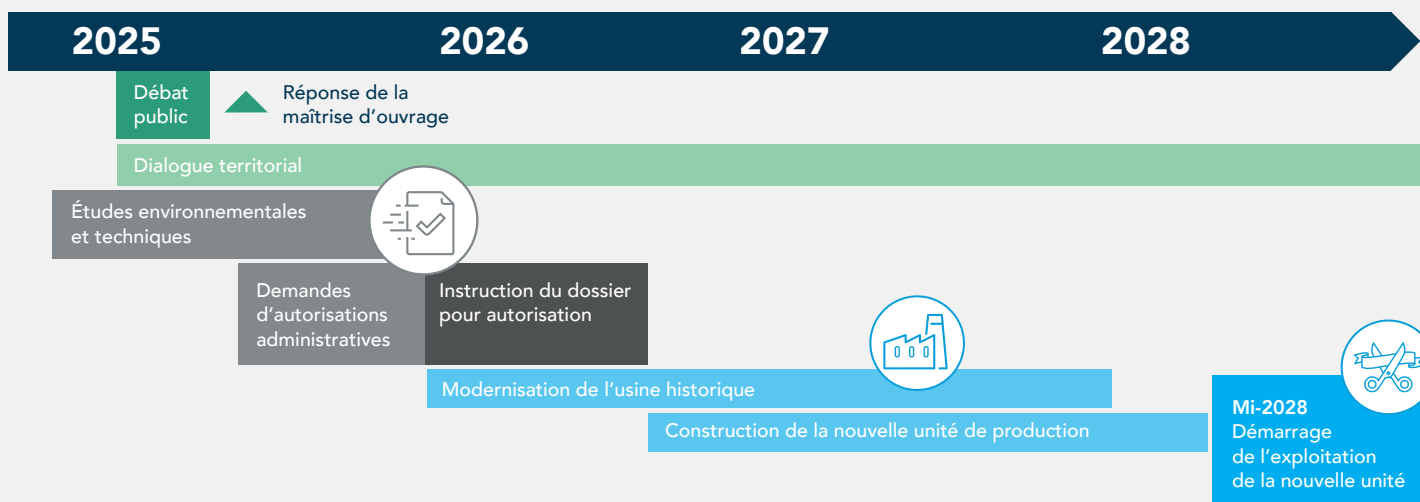 2025 2026 2027 2028
Débat
public
Réponse de la
maîtrise d'ouvrage
Dialogue territorial
Études environnementales
et techniques
Demandes
d'autorisations
administratives
Instruction du dossier
pour autorisation
Modernisation de l'usine historique
Construction de la nouvelle unité de production
Mi-2028
Démarrage
de l'exploitation
de la nouvelle unité